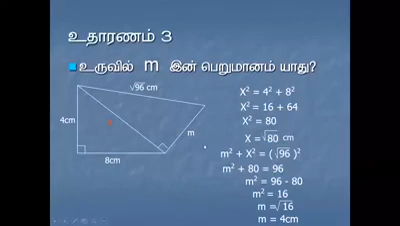 உதாரணம் 3
உருவில் m இன் பெறுமானம் யாது?
√96 cm
4cm
m
8cm
X² = 4² + 8²
X² = 16 + 64
X² = 80
X = √80 cm
m² + X² = (√96)²
m² + 80 = 96
m² = 96 - 80
m² = 16
m = √16
m = 4cm